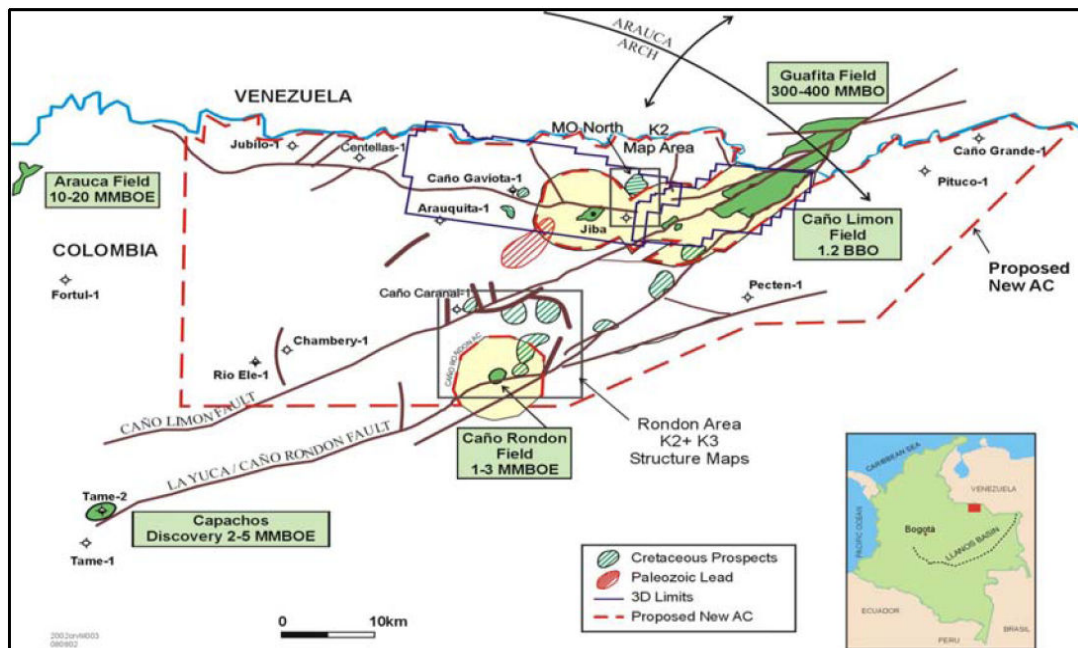 ARAUCA
ARCH
Guafita Field
300-400 MMBO
VENEZUELA
MO-North
K2
Map Area
Jubilo-1
Centellas-1
Caño Grande-1
Pituco-1
Arauca Field
10-20 MMBOE
Caño Gaviota-1
Arauquita-1
Jiba
Caño Limon
Field
1.2 BBO
COLOMBIA
Fortul-1
Proposed
New AC
Caño Caranal-1
Pecten-1
Chambery-1
Rio Ele-1
CAÑO RONDON AC
CAÑO LIMON FAULT
LA YUCA / CAÑO RONDON FAULT
Caño Rondon
Field
1-3 MMBOE
Rondon Area
K2+ K3
Structure Maps
Tame-2
Capachos
Discovery 2-5 MMBOE
Tame-1
Cretaceous Prospects
Paleozoic Lead
3D Limits
Proposed New AC
0
10km
CARIBBEAN SEA
VENEZUELA
PACIFIC OCEAN
Bogotá
LLANOS BASIN
ECUADOR
PERU
BRASIL
080802